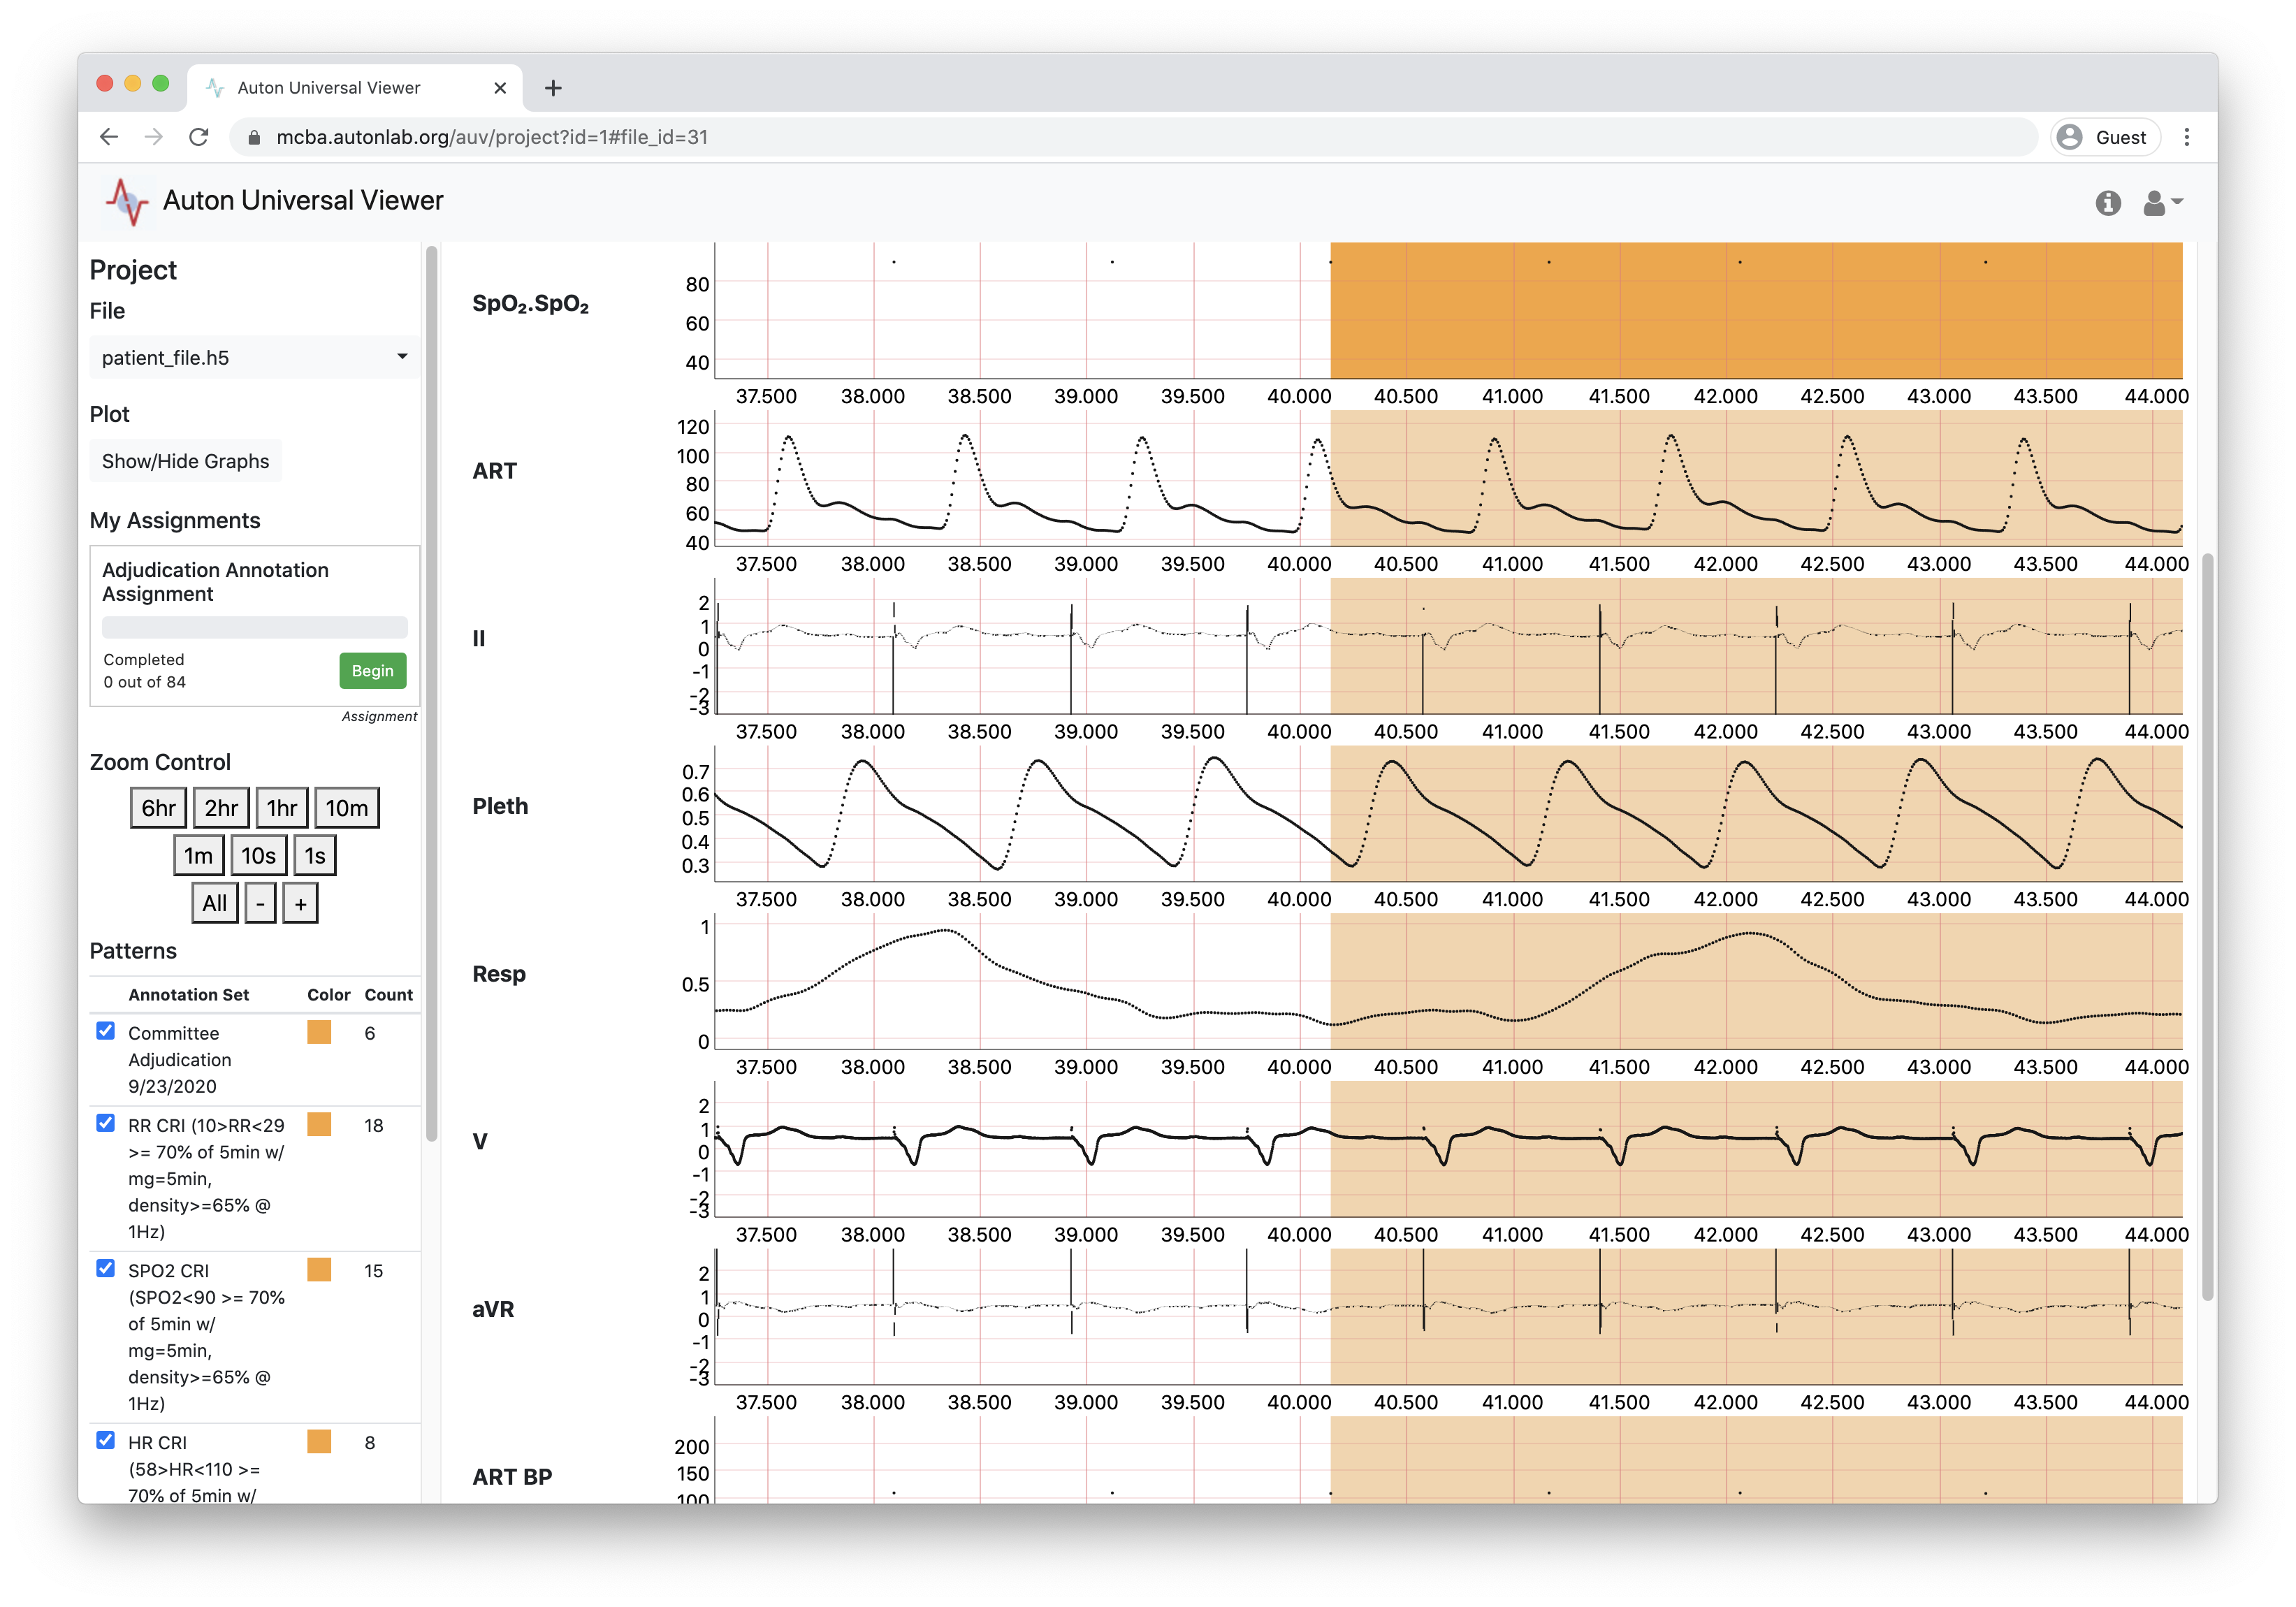 Auton Universal Viewer
mcba.autonlab.org/auv/project?id=1#file_id=31
Guest
Auton Universal Viewer
Project
File
patient_file.h5
Plot
Show/Hide Graphs
My Assignments
Adjudication Annotation
Assignment
Completed
0 out of 84
Begin
Assignment
Zoom Control
6hr 2hr 1hr 10m
1m 10s 1s
All - +
Patterns
Annotation Set Color Count
Committee 6
Adjudication
9/23/2020
RR CRI (10>RR<29 18
>= 70% of 5min w/
mg=5min,
density>=65% @
1Hz)
SPO2 CRI 15
(SPO2<90 >= 70%
of 5min w/
mg=5min,
density>=65% @
1Hz)
HR CRI 8
(58>HR<110 >=
70% of 5min w/
SpO₂.SpO₂
80
60
40
37.500 38.000 38.500 39.000 39.500 40.000 40.500 41.000 41.500 42.000 42.500 43.000 43.500 44.000
ART
120
100
80
60
40
37.500 38.000 38.500 39.000 39.500 40.000 40.500 41.000 41.500 42.000 42.500 43.000 43.500 44.000
II
2
1
0
-1
-2
-3
37.500 38.000 38.500 39.000 39.500 40.000 40.500 41.000 41.500 42.000 42.500 43.000 43.500 44.000
Pleth
0.7
0.6
0.5
0.4
0.3
37.500 38.000 38.500 39.000 39.500 40.000 40.500 41.000 41.500 42.000 42.500 43.000 43.500 44.000
Resp
1
0.5
0
37.500 38.000 38.500 39.000 39.500 40.000 40.500 41.000 41.500 42.000 42.500 43.000 43.500 44.000
V
2
1
0
-1
-2
-3
37.500 38.000 38.500 39.000 39.500 40.000 40.500 41.000 41.500 42.000 42.500 43.000 43.500 44.000
aVR
2
1
0
-1
-2
-3
37.500 38.000 38.500 39.000 39.500 40.000 40.500 41.000 41.500 42.000 42.500 43.000 43.500 44.000
ART BP
200
150
100